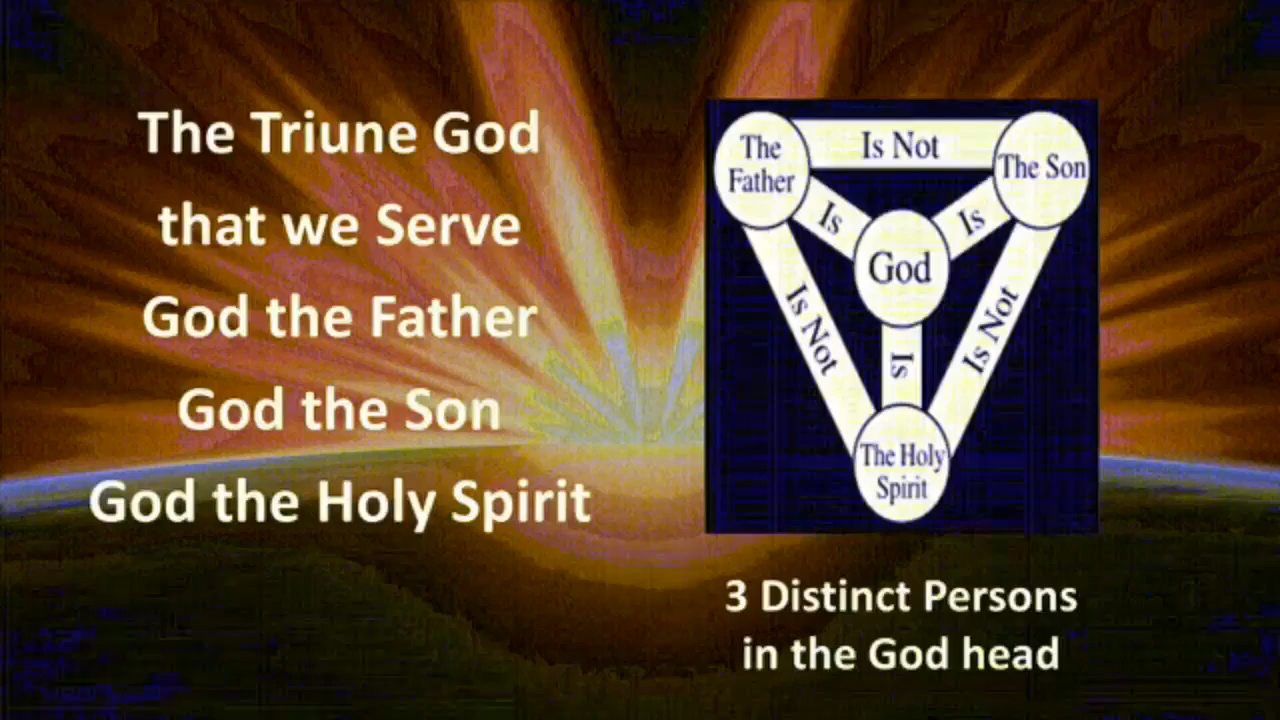 The Triune God
that we Serve
God the Father
God the Son
God the Holy Spirit
The
Father
Is Not
The Son
Is
Is
God
Is Not
Is
Is Not
The Holy
Spirit
3 Distinct Persons
in the God head